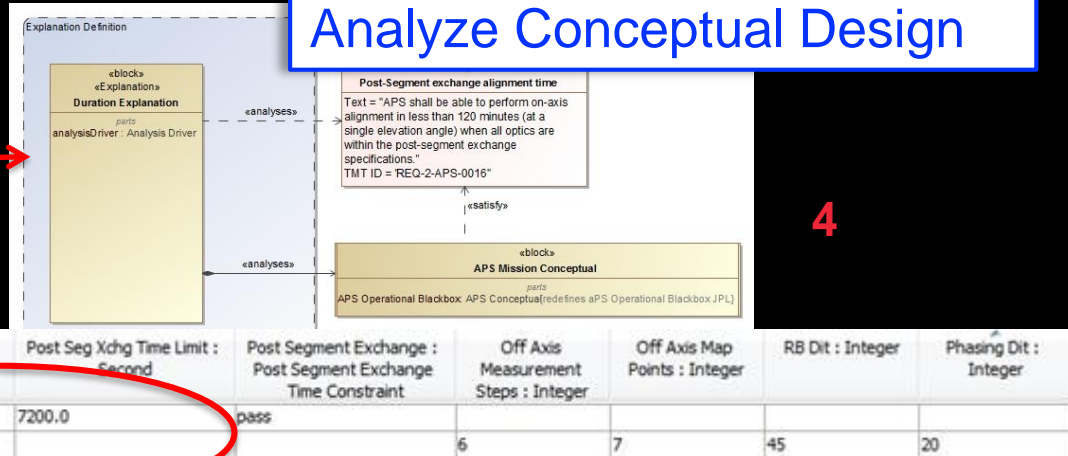 Analyze Conceptual Design
Explanation Definition
«block»
«Explanation»
Duration Explanation
parts
analysisDriver : Analysis Driver
«analyses»
Post-Segment exchange alignment time
Text = "APS shall be able to perform on-axis
alignment in less than 120 minutes (at a
single elevation angle) when all optics are
within the post-segment exchange
specifications."
TMT ID = 'REQ-2-APS-0016"
«satisfy»
4
«analyses»
«block»
APS Mission Conceptual
parts
APS Operational Blackbox: APS Conceptual{redefines aPS Operational Blackbox JPL}
Post Seg Xchg Time Limit :
Second
Post Segment Exchange :
Post Segment Exchange
Time Constraint
Off Axis
Measurement
Steps : Integer
Off Axis Map
Points : Integer
RB Dit : Integer
Phasing Dit :
Integer
7200.0
pass
6
7
45
20